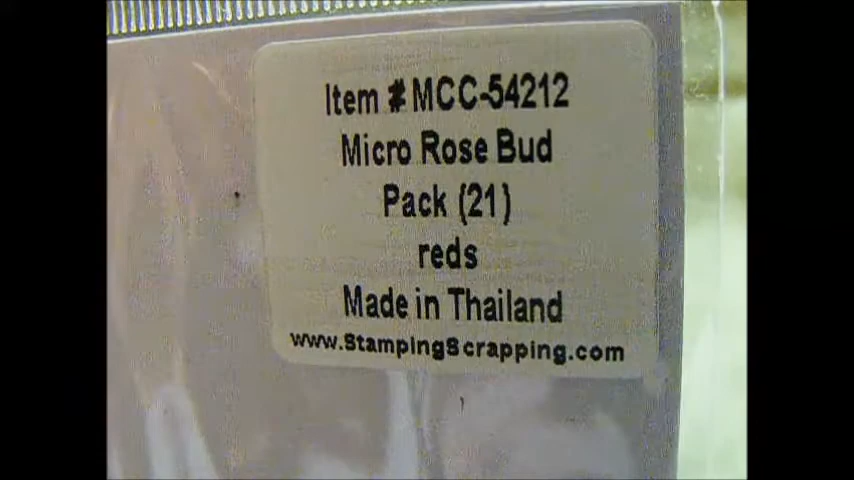 Item # MCC-54212
Micro Rose Bud
Pack (21)
reds
Made in Thailand
www.StampingScrapping.com